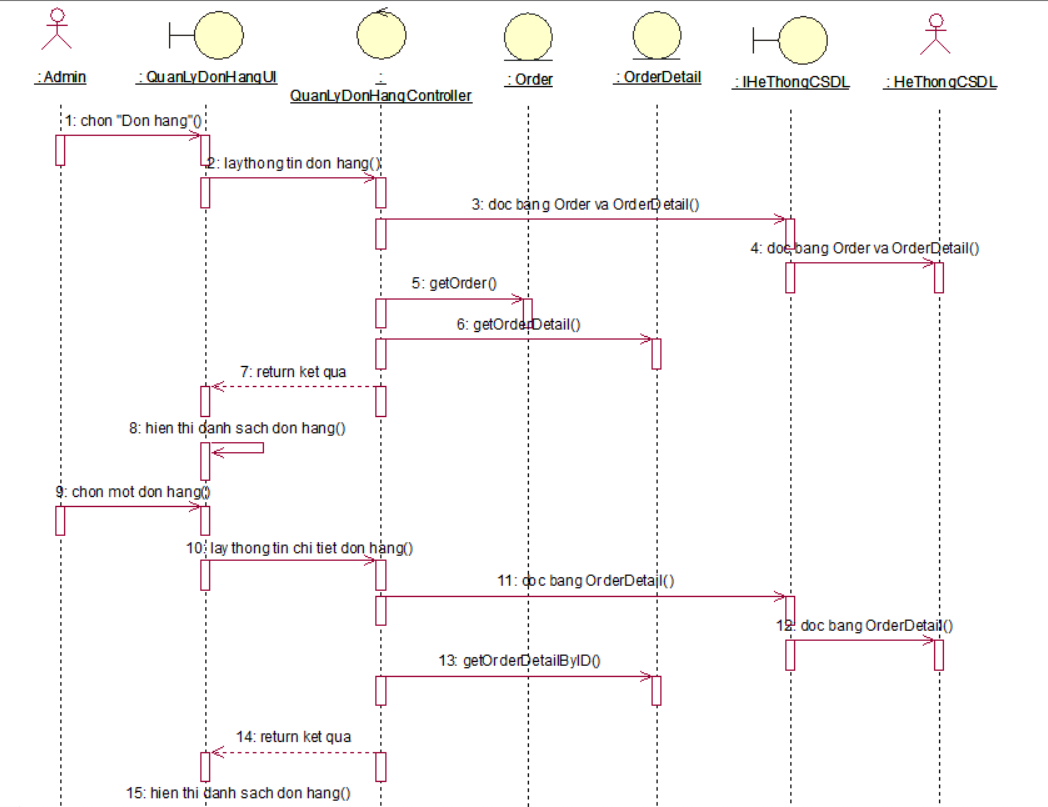 : Admin
: QuanLyDonHangUI
:
QuanLyDonHangController
: Order
: OrderDetail
: IHeThongCSDL
: HeThongCSDL
1: chon "Don hang"()
2: lay thong tin don hang()
3: doc bang Order va OrderDetail()
4: doc bang Order va OrderDetail()
5: getOrder()
6: getOrderDetail()
7: return ket qua
8: hien thi danh sach don hang()
9: chon mot don hang()
10: lay thong tin chi tiet don hang()
11: doc bang OrderDetail()
12: doc bang OrderDetail()
13: getOrderDetailByID()
14: return ket qua
15: hien thi danh sach don hang()